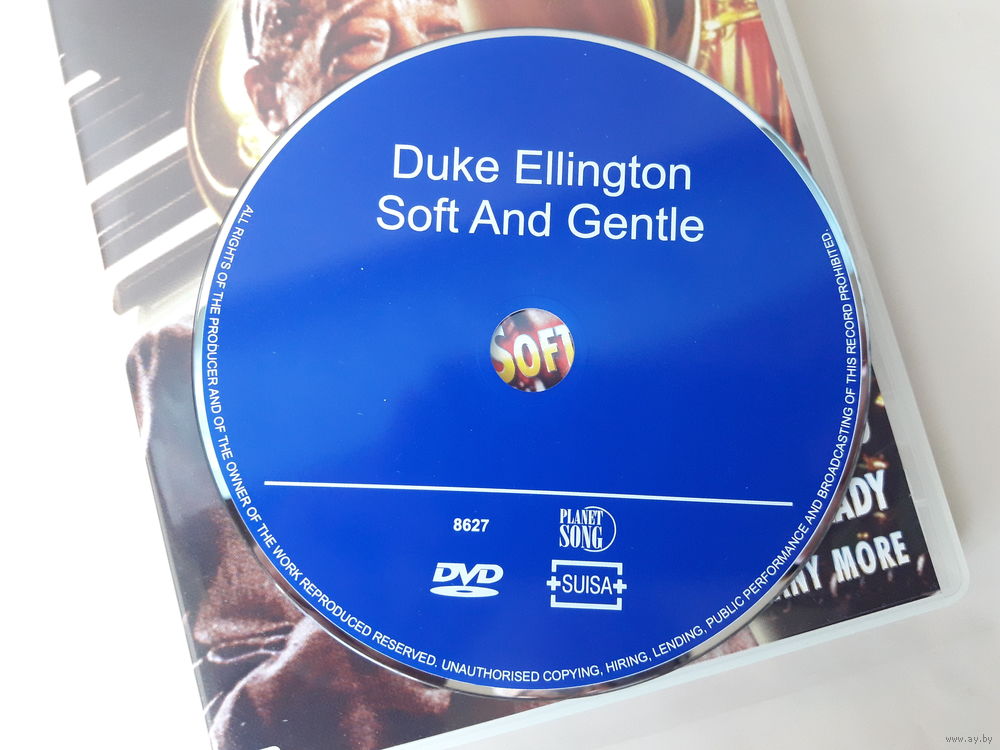 Duke Ellington
Soft And Gentle
SOFT
8627
PLANET
SONG
DVD
SUISA
ALL RIGHTS OF THE PRODUCER AND OF THE OWNER OF THE WORK REPRODUCED RESERVED. UNAUTHORISED COPYING, HIRING, LENDING, PUBLIC PERFORMANCE AND BROADCASTING OF THIS RECORD PROHIBITED.
MORE
www.ay.by